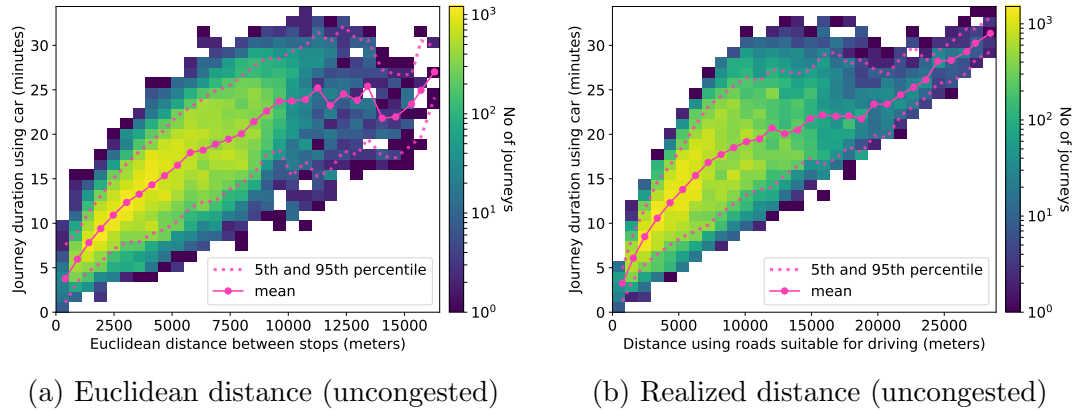 30
25
20
15
10
5
0
Journey duration using car (minutes)
0 2500 5000 7500 10000 12500 15000
Euclidean distance between stops (meters)
5th and 95th percentile
mean
10³
10²
10¹
10⁰
No of journeys
(a) Euclidean distance (uncongested)
30
25
20
15
10
5
0
Journey duration using car (minutes)
0 5000 10000 15000 20000 25000
Distance using roads suitable for driving (meters)
5th and 95th percentile
mean
10³
10²
10¹
10⁰
No of journeys
(b) Realized distance (uncongested)